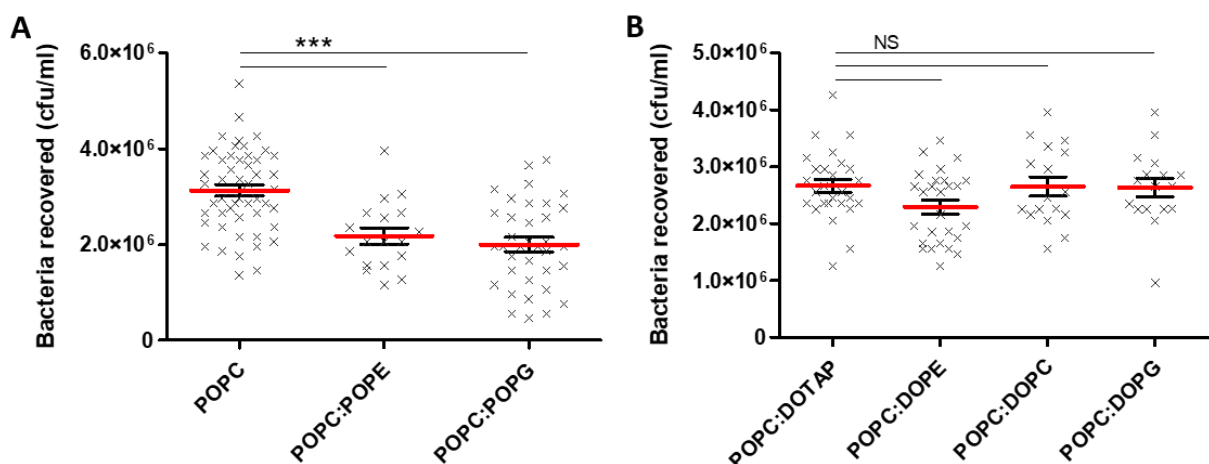 A
Bacteria recovered (cfu/ml)
6.0×10⁶
4.0×10⁶
2.0×10⁶
0
***
POPC
POPC:POPE
POPC:POPG
B
Bacteria recovered (cfu/ml)
5.0×10⁶
4.0×10⁶
3.0×10⁶
2.0×10⁶
1.0×10⁶
0
NS
POPC:DOTAP
POPC:DOPE
POPC:DOPC
POPC:DOPG